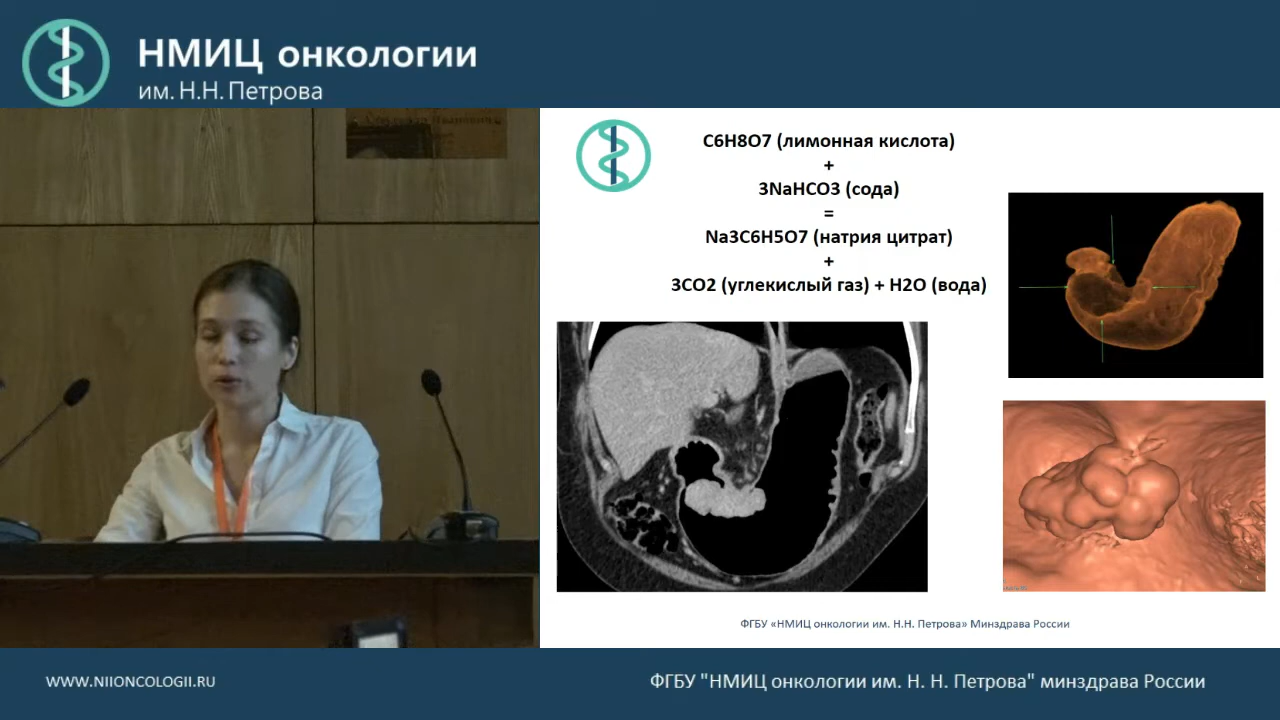 НМИЦ онкологии
им. Н.Н. Петрова
C6H8O7 (лимонная кислота)
+
3NaHCO3 (сода)
=
Na3C6H5O7 (натрия цитрат)
+
3CO2 (углекислый газ) + H2O (вода)
ФГБУ «НМИЦ онкологии им. Н.Н. Петрова» Минздрава России
WWW.NIIONCOLOGII.RU
ФГБУ "НМИЦ онкологии им. Н. Н. Петрова" минздрава России